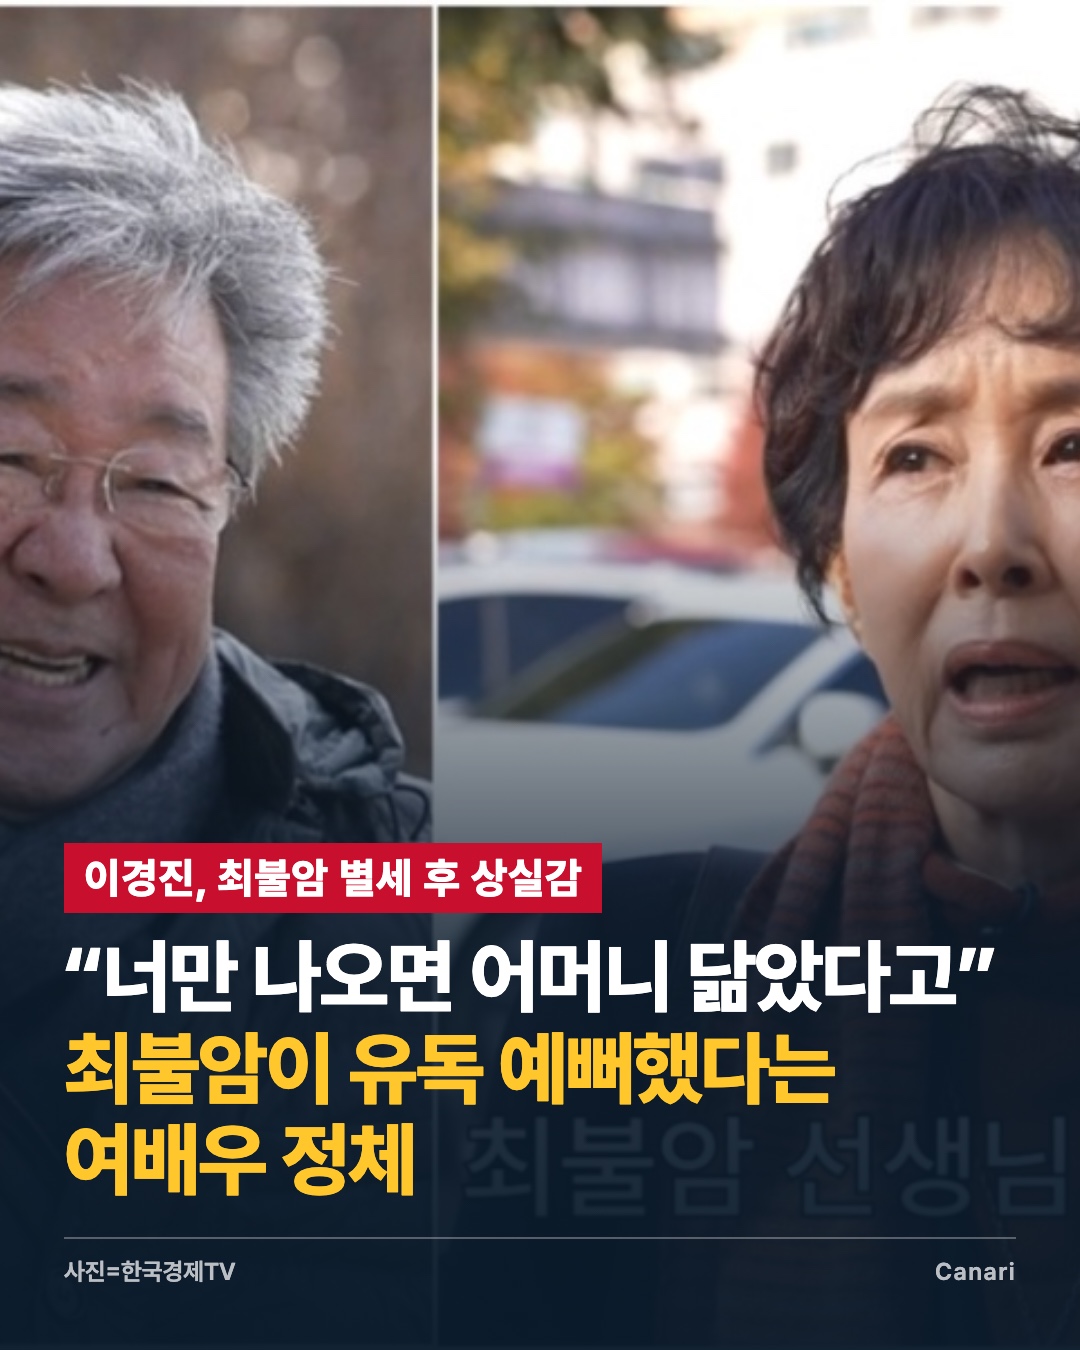 이경진, 최불암 별세 후 상실감
“너만 나오면 어머니 닮았다고”
최불암이 유독 예뻐했다는
여배우 정체
최불암 선생님
사진=한국경제TV
Canari